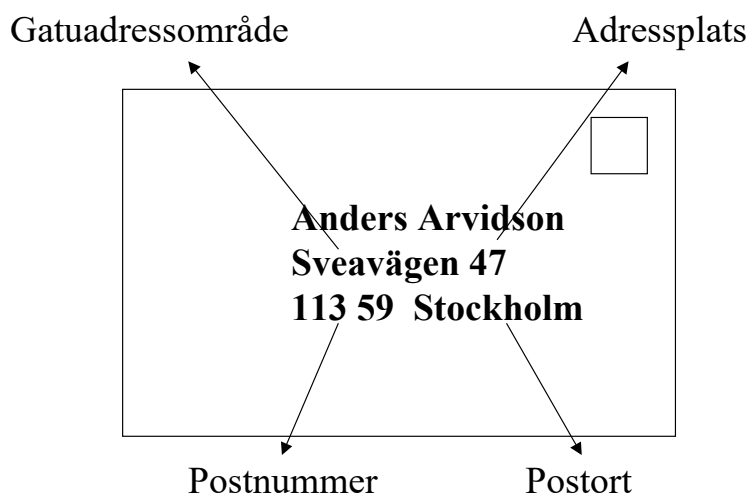 Gatuadressområde Adressplats
Anders Arvidson
Sveavägen 47
113 59 Stockholm
Postnummer Postort